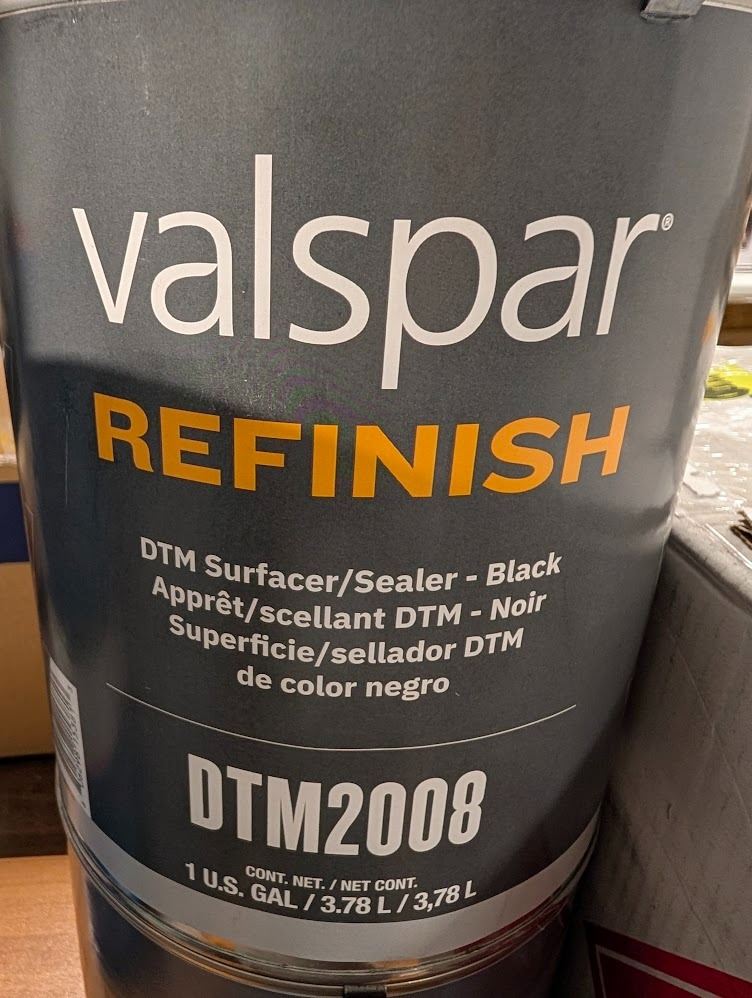 valspar®
REFINISH
DTM Surfacer/Sealer - Black
Apprêt/scellant DTM - Noir
Superficie/sellador DTM
de color negro
DTM2008
CONT. NET. / NET CONT.
1 U.S. GAL / 3.78 L / 3,78 L